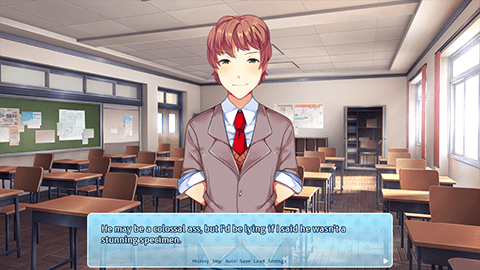 He may be a colossal ass, but I'd be lying if I said he wasn't a
stunning specimen.
History Skip Auto Save Load Settings